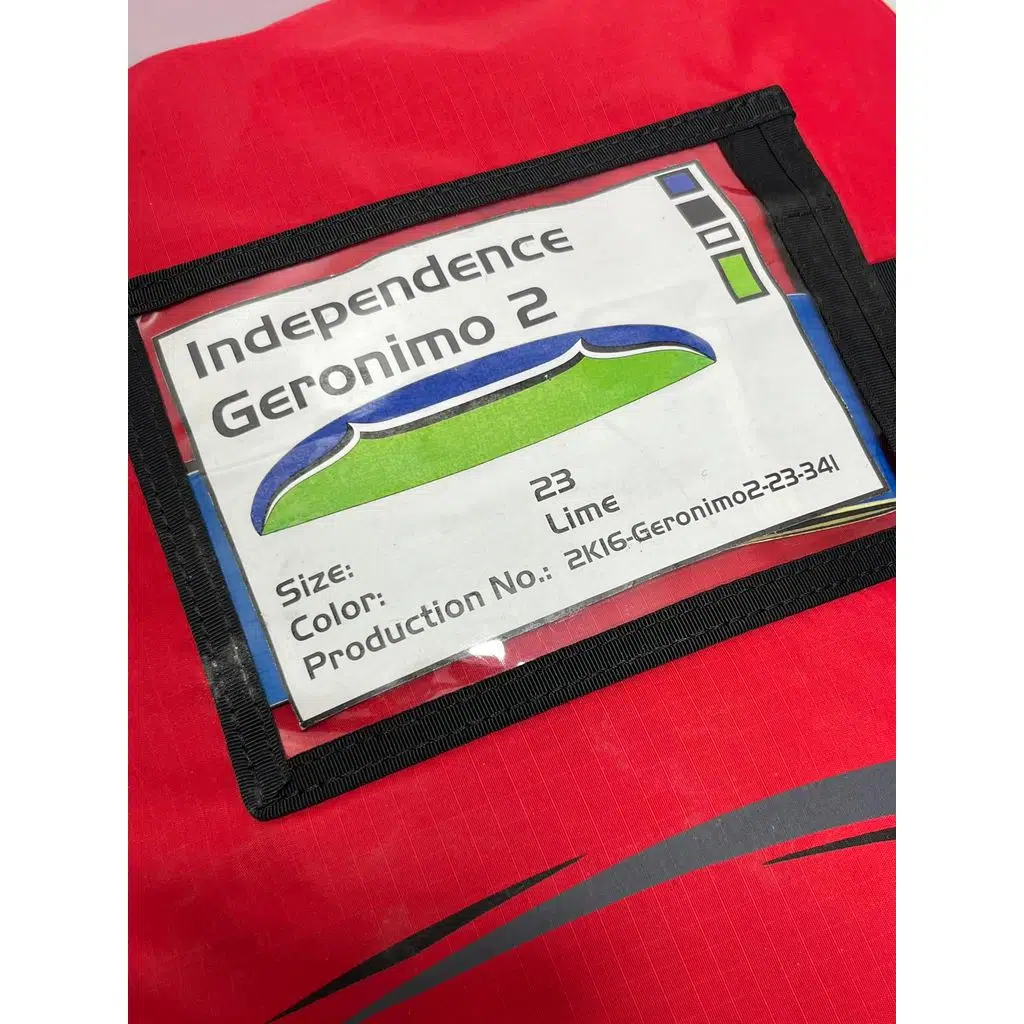 Independence
Geronimo 2
Size: 23
Color: Lime
Production No.: 2K16-Geronimo2-23-341